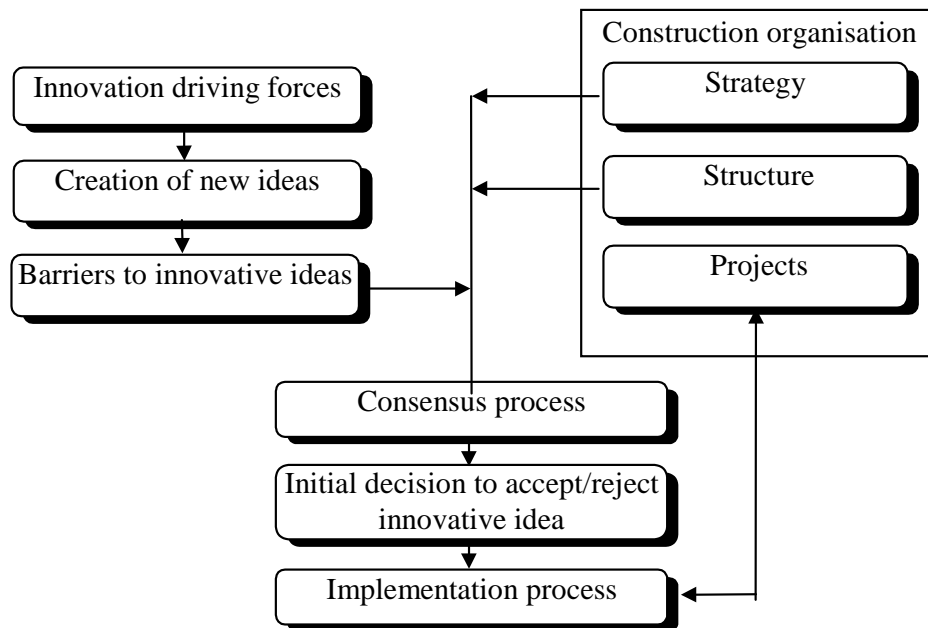 Construction organisation
Innovation driving forces
Strategy
Creation of new ideas
Structure
Barriers to innovative ideas
Projects
Consensus process
Initial decision to accept/reject
innovative idea
Implementation process